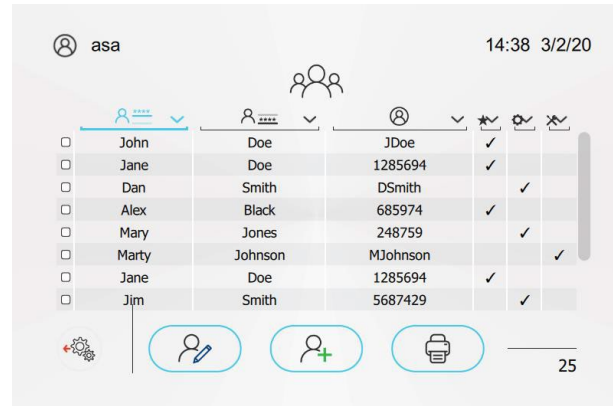 asa 14:38 3/2/20
John Doe JDoe ✓
Jane Doe 1285694 ✓
Dan Smith DSmith ✓
Alex Black 685974 ✓
Mary Jones 248759 ✓
Marty Johnson MJohnson ✓
Jane Doe 1285694 ✓
Jim Smith 5687429 ✓
25